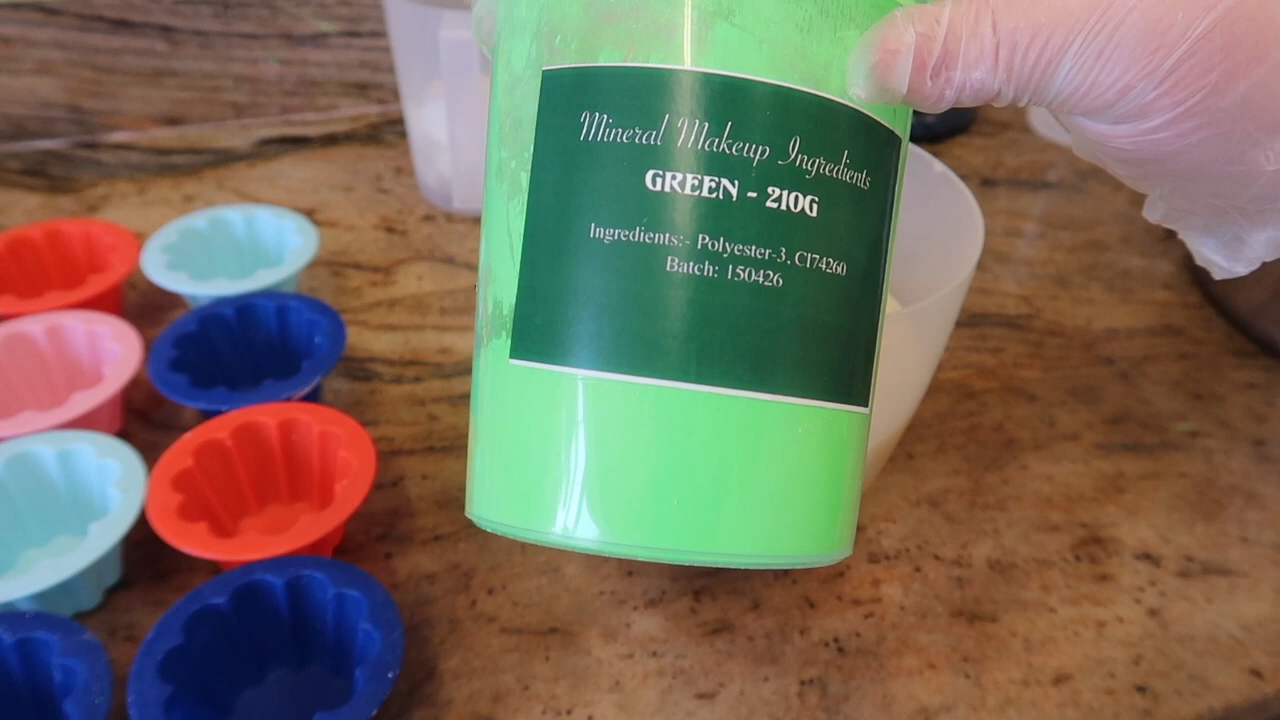 Mineral Makeup Ingredients
GREEN - 210G
Ingredients:- Polyester-3, CI74260
Batch: 150426